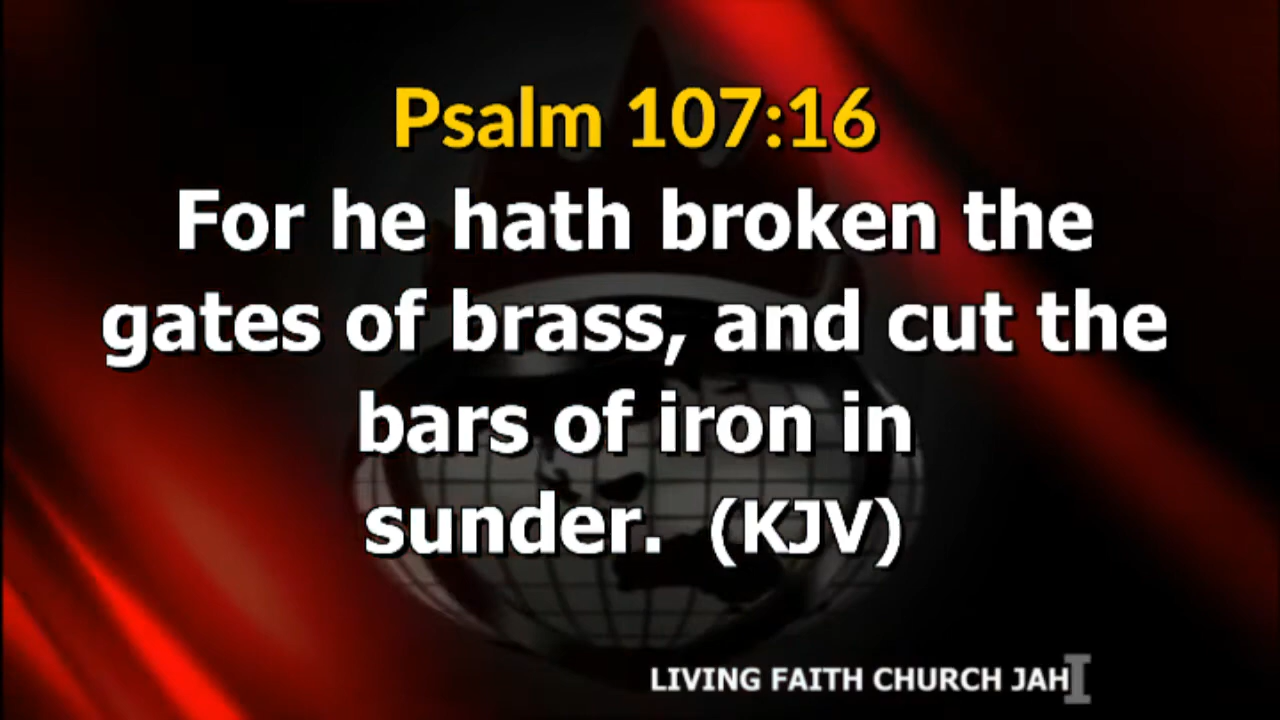 Psalm 107:16
For he hath broken the
gates of brass, and cut the
bars of iron in
sunder. (KJV)
LIVING FAITH CHURCH JAHI